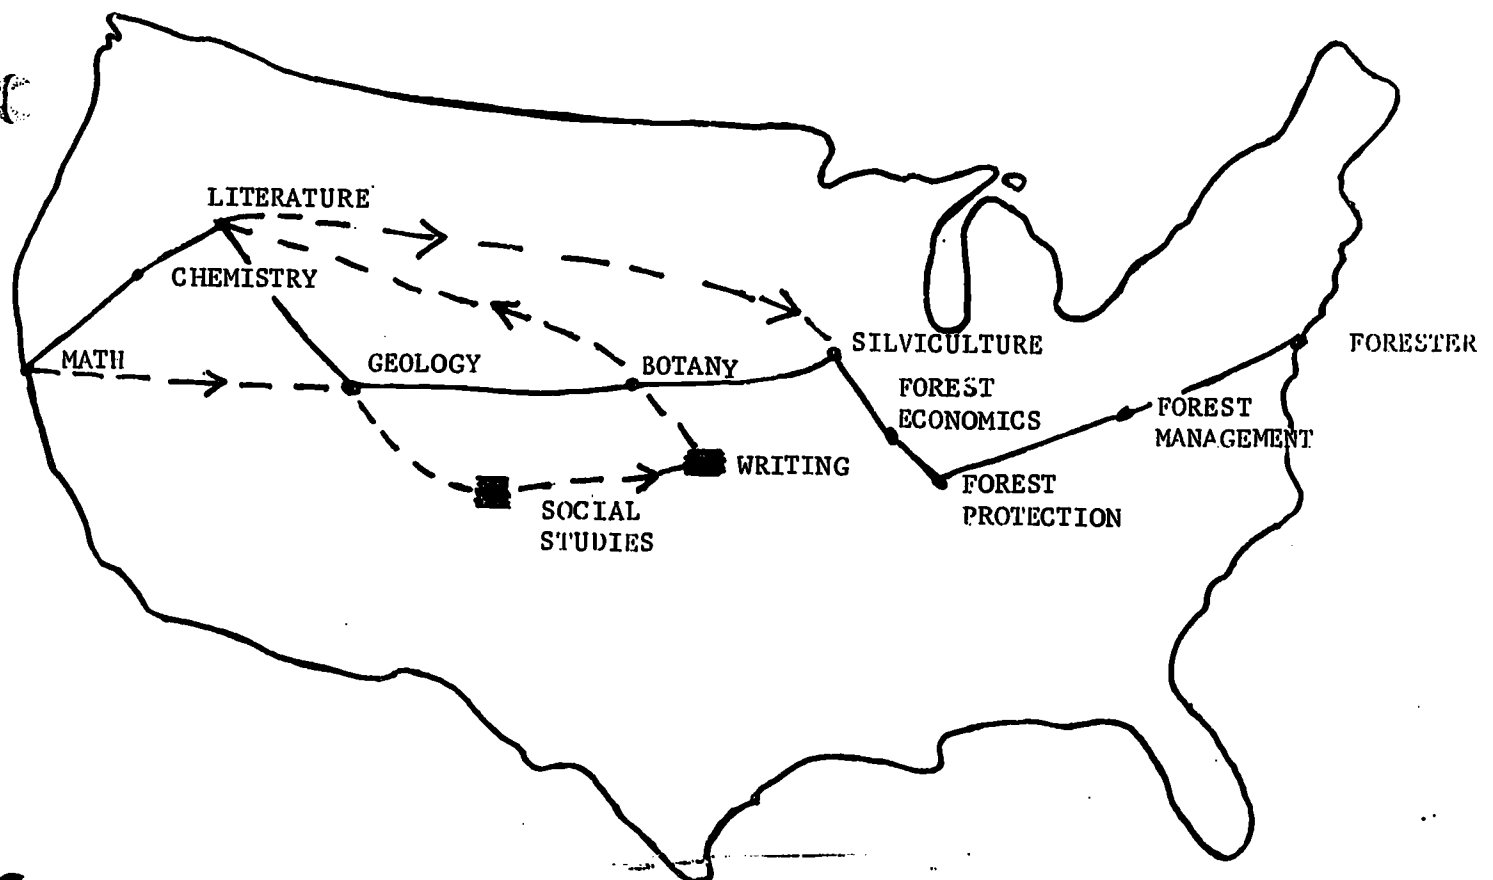 LITERATURE
CHEMISTRY
MATH
GEOLOGY
BOTANY
SILVICULTURE
FORESTER
FOREST
ECONOMICS
FOREST
MANAGEMENT
WRITING
FOREST
PROTECTION
SOCIAL
STUDIES